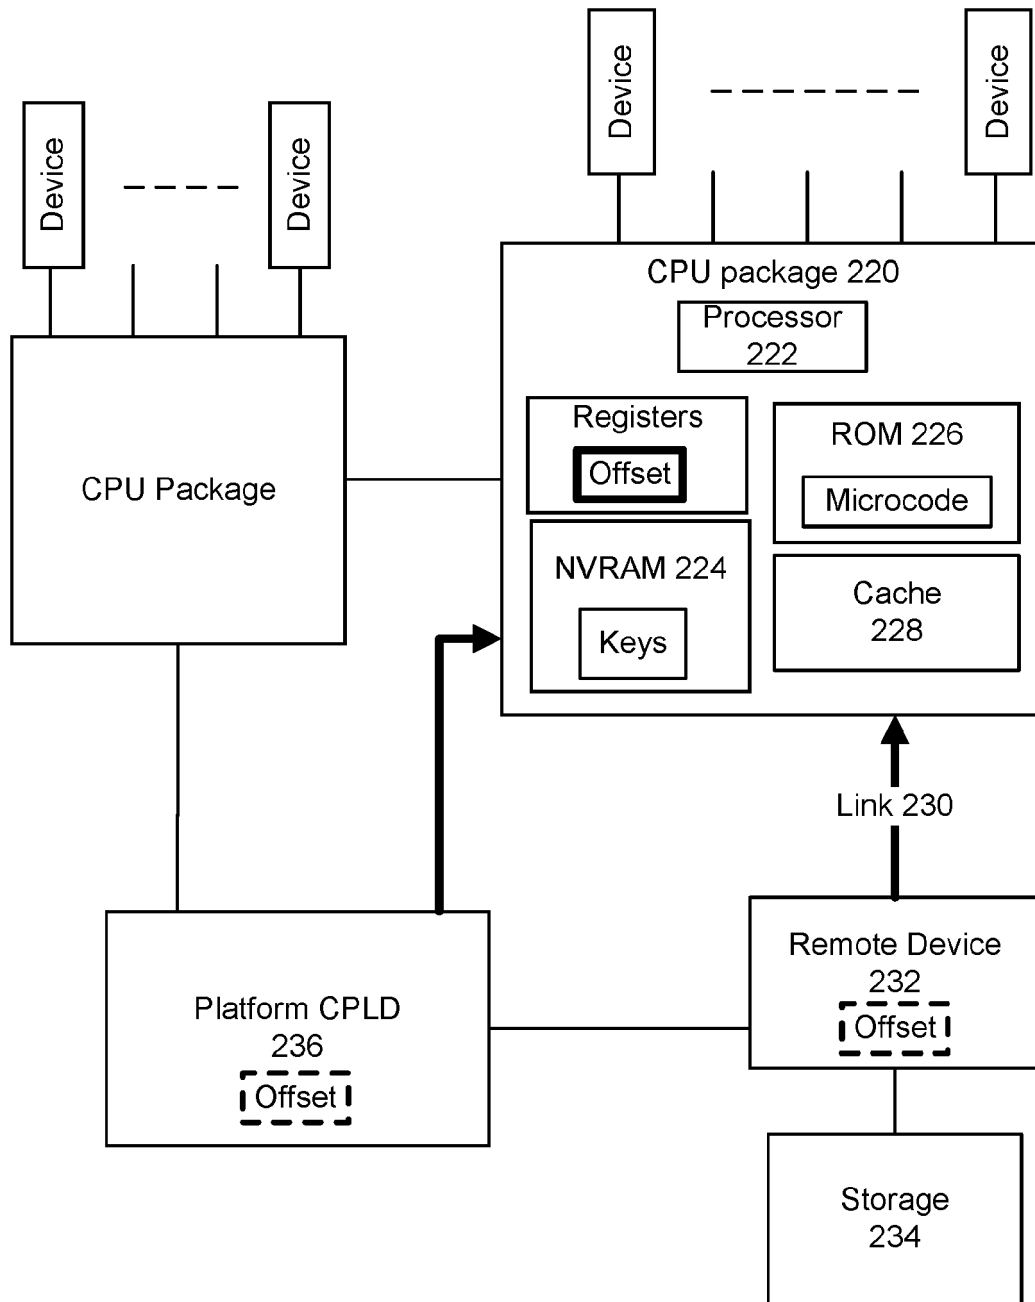 Device
Device
Device
Device
CPU package 220
Processor
222
Registers
Offset
ROM 226
Microcode
CPU Package
NVRAM 224
Keys
Cache
228
Link 230
Remote Device
232
Offset
Platform CPLD
236
Offset
Storage
234